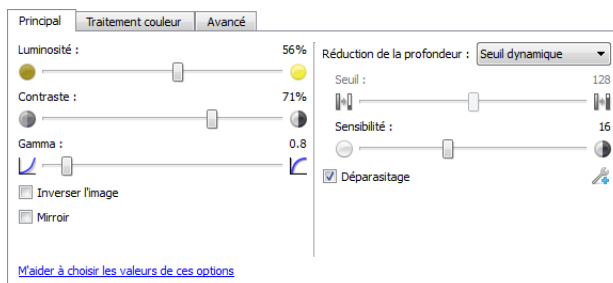 Principal Traitement couleur Avancé
Luminosité : 56%
Contraste : 71%
Gamma : 0.8
Inverser l'image
Mirroir
M'aider à choisir les valeurs de ces options
Réduction de la profondeur : Seuil dynamique
Seuil : 128
Sensibilité : 16
Déparasitage